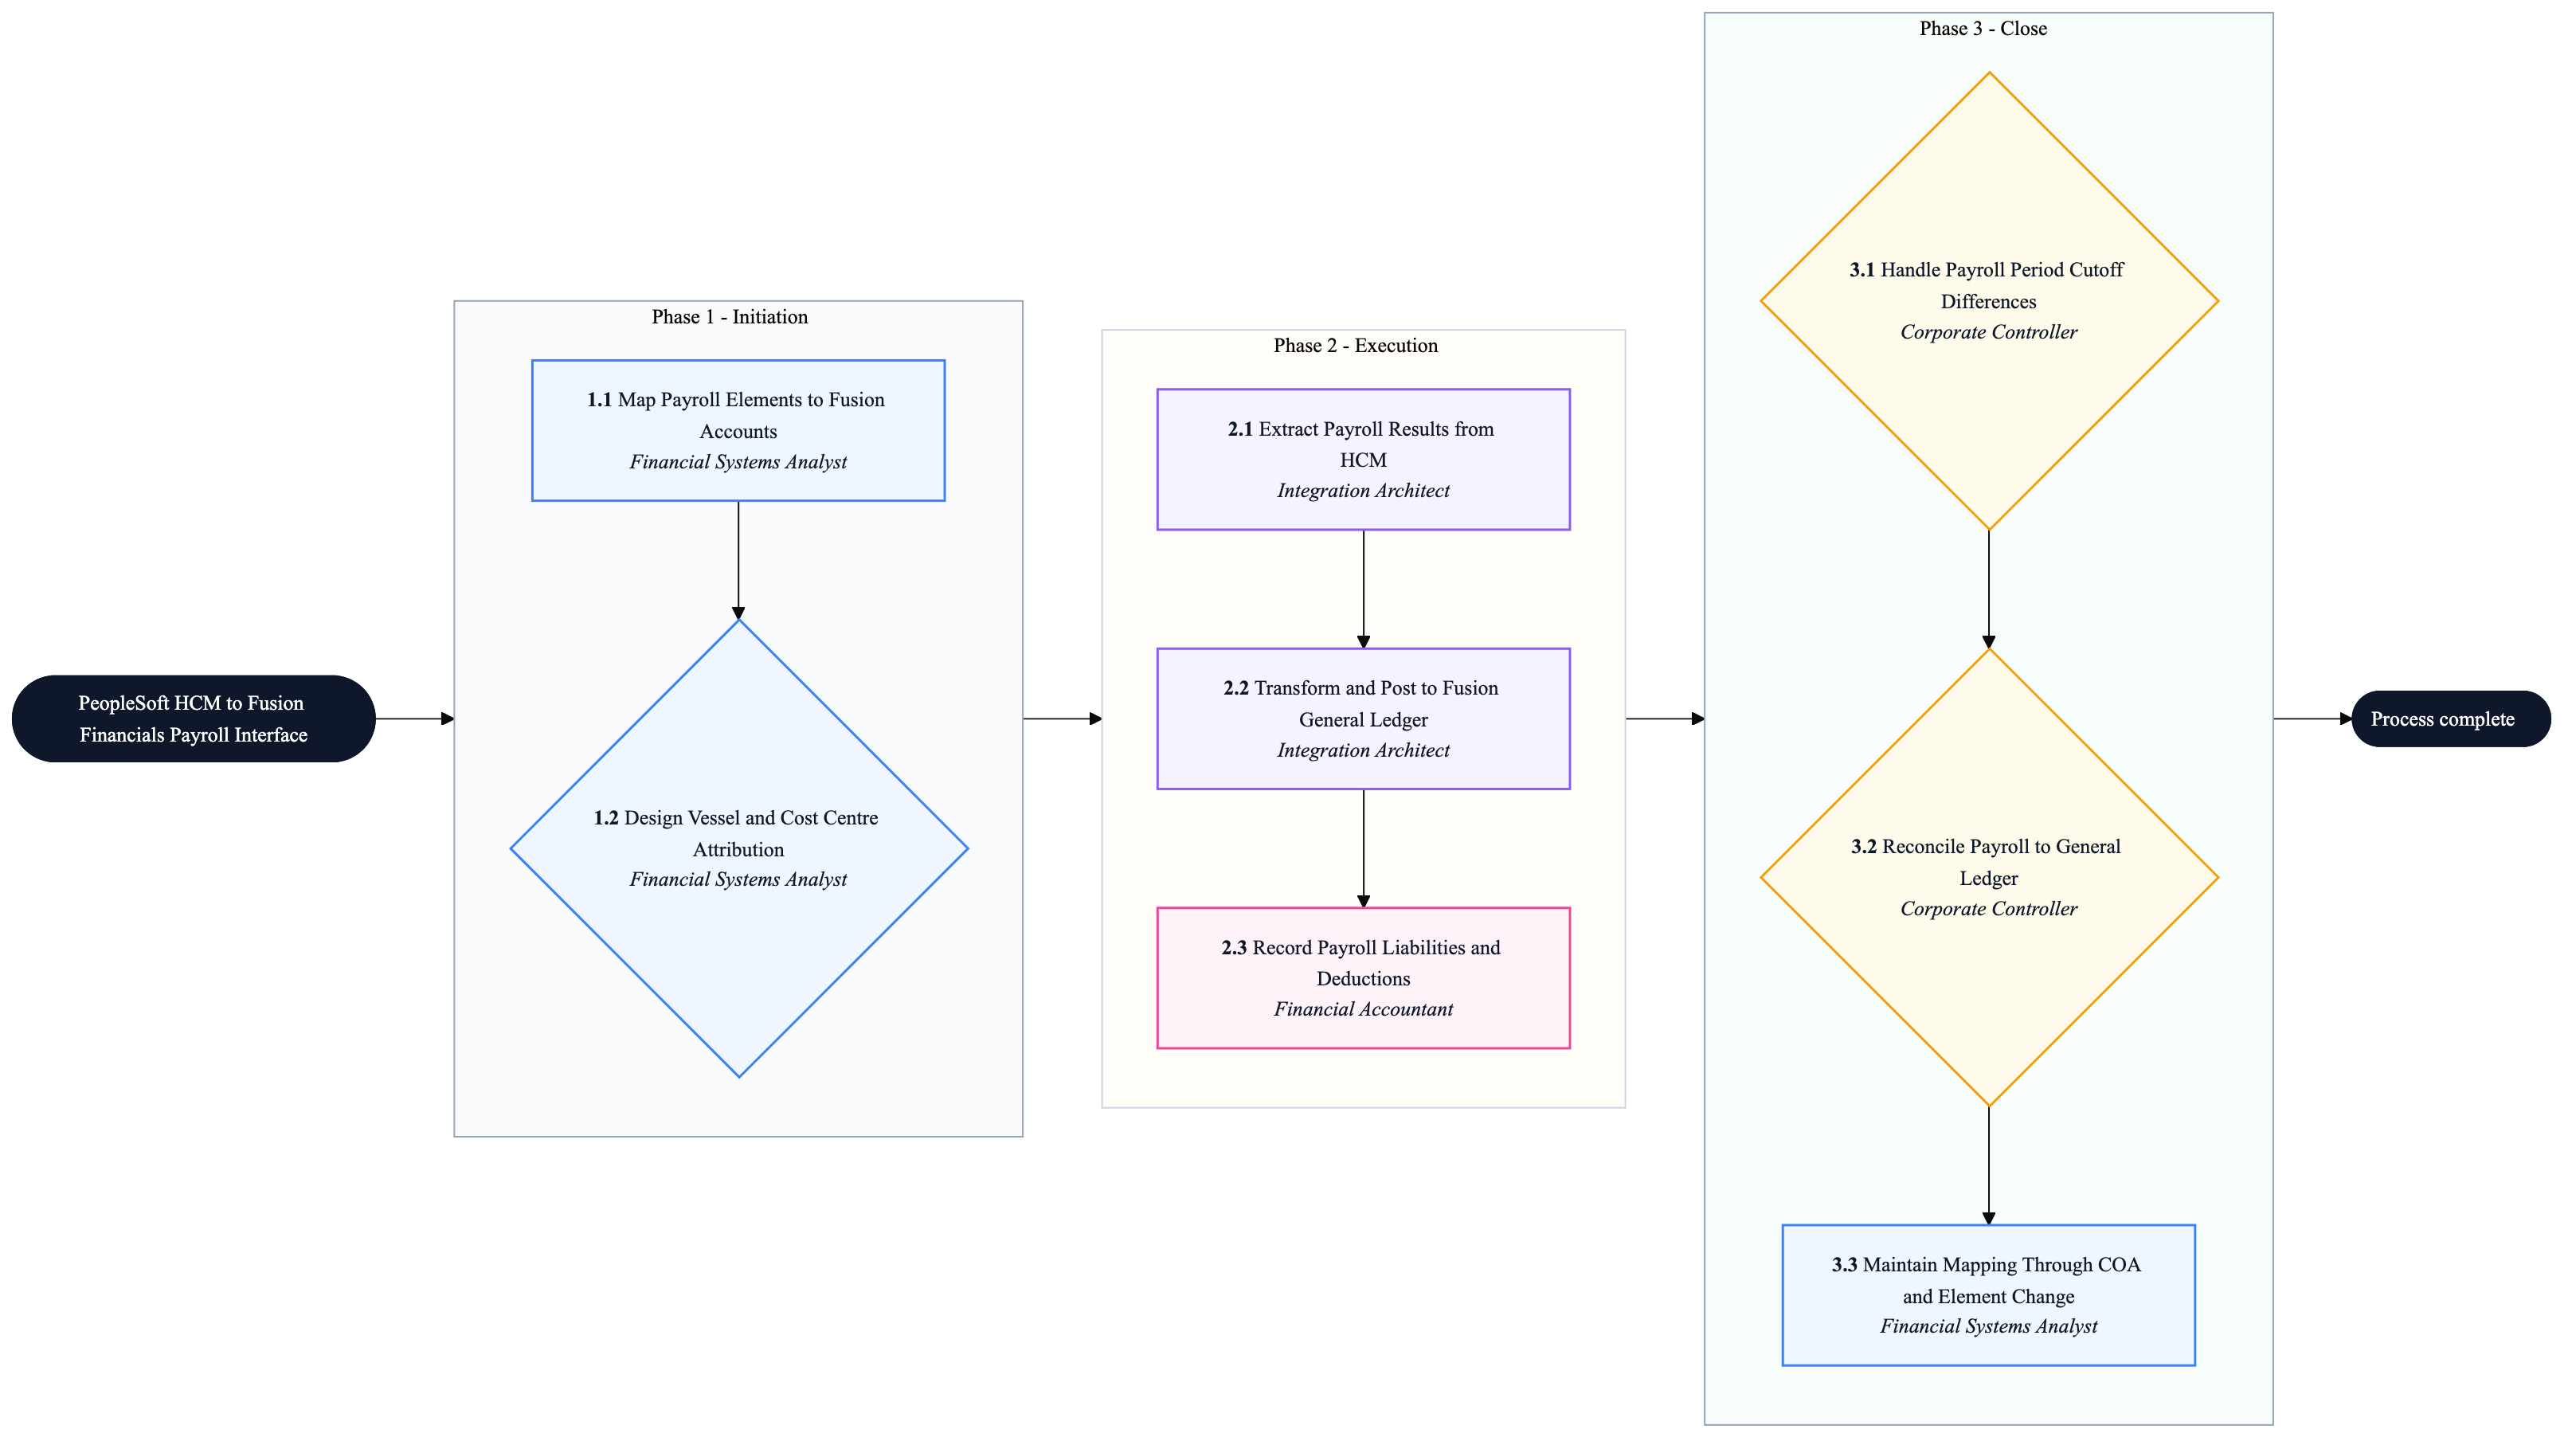 PeopleSoft HCM to Fusion
Financials Payroll Interface
Phase 1 - Initiation
1.1 Map Payroll Elements to Fusion
Accounts
Financial Systems Analyst
1.2 Design Vessel and Cost Centre
Attribution
Financial Systems Analyst
Phase 2 - Execution
2.1 Extract Payroll Results from
HCM
Integration Architect
2.2 Transform and Post to Fusion
General Ledger
Integration Architect
2.3 Record Payroll Liabilities and
Deductions
Financial Accountant
Phase 3 - Close
3.1 Handle Payroll Period Cutoff
Differences
Corporate Controller
3.2 Reconcile Payroll to General
Ledger
Corporate Controller
3.3 Maintain Mapping Through COA
and Element Change
Financial Systems Analyst
Process complete